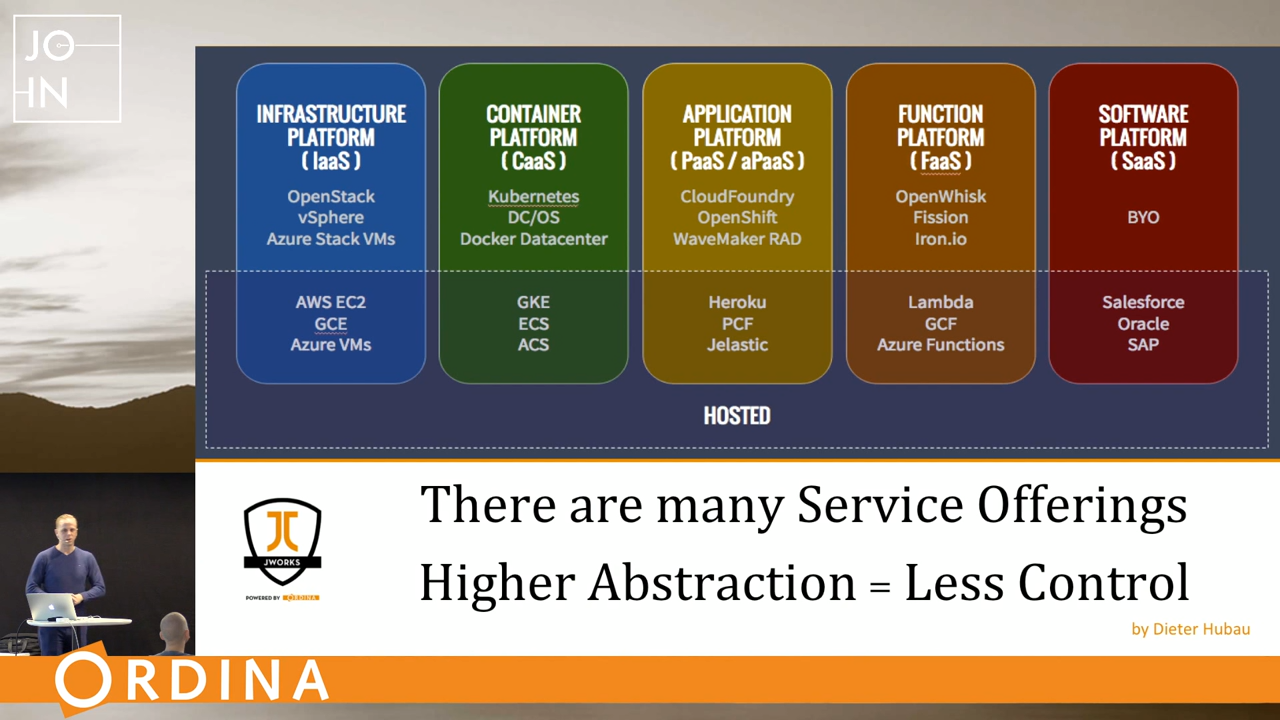 JO
IN
INFRASTRUCTURE
PLATFORM
( IaaS )
OpenStack
vSphere
Azure Stack VMs
AWS EC2
GCE
Azure VMs
CONTAINER
PLATFORM
( CaaS )
Kubernetes
DC/OS
Docker Datacenter
GKE
ECS
ACS
APPLICATION
PLATFORM
( PaaS / aPaaS )
CloudFoundry
OpenShift
WaveMaker RAD
Heroku
PCF
Jelastic
FUNCTION
PLATFORM
( FaaS )
OpenWhisk
Fission
Iron.io
Lambda
GCF
Azure Functions
SOFTWARE
PLATFORM
( SaaS )
BYO
Salesforce
Oracle
SAP
HOSTED
JWORKS
POWERED BY ORDINA
There are many Service Offerings
Higher Abstraction = Less Control
by Dieter Hubau
ORDINA